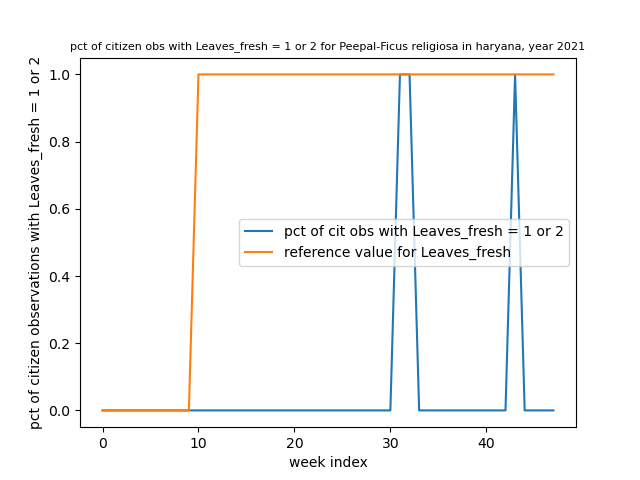 pct of citizen obs with Leaves_fresh = 1 or 2 for Peepal-Ficus religiosa in haryana, year 2021
pct of citizen observations with Leaves_fresh = 1 or 2
1.0
0.8
0.6
0.4
0.2
0.0
pct of cit obs with Leaves_fresh = 1 or 2
reference value for Leaves_fresh
0 10 20 30 40
week index